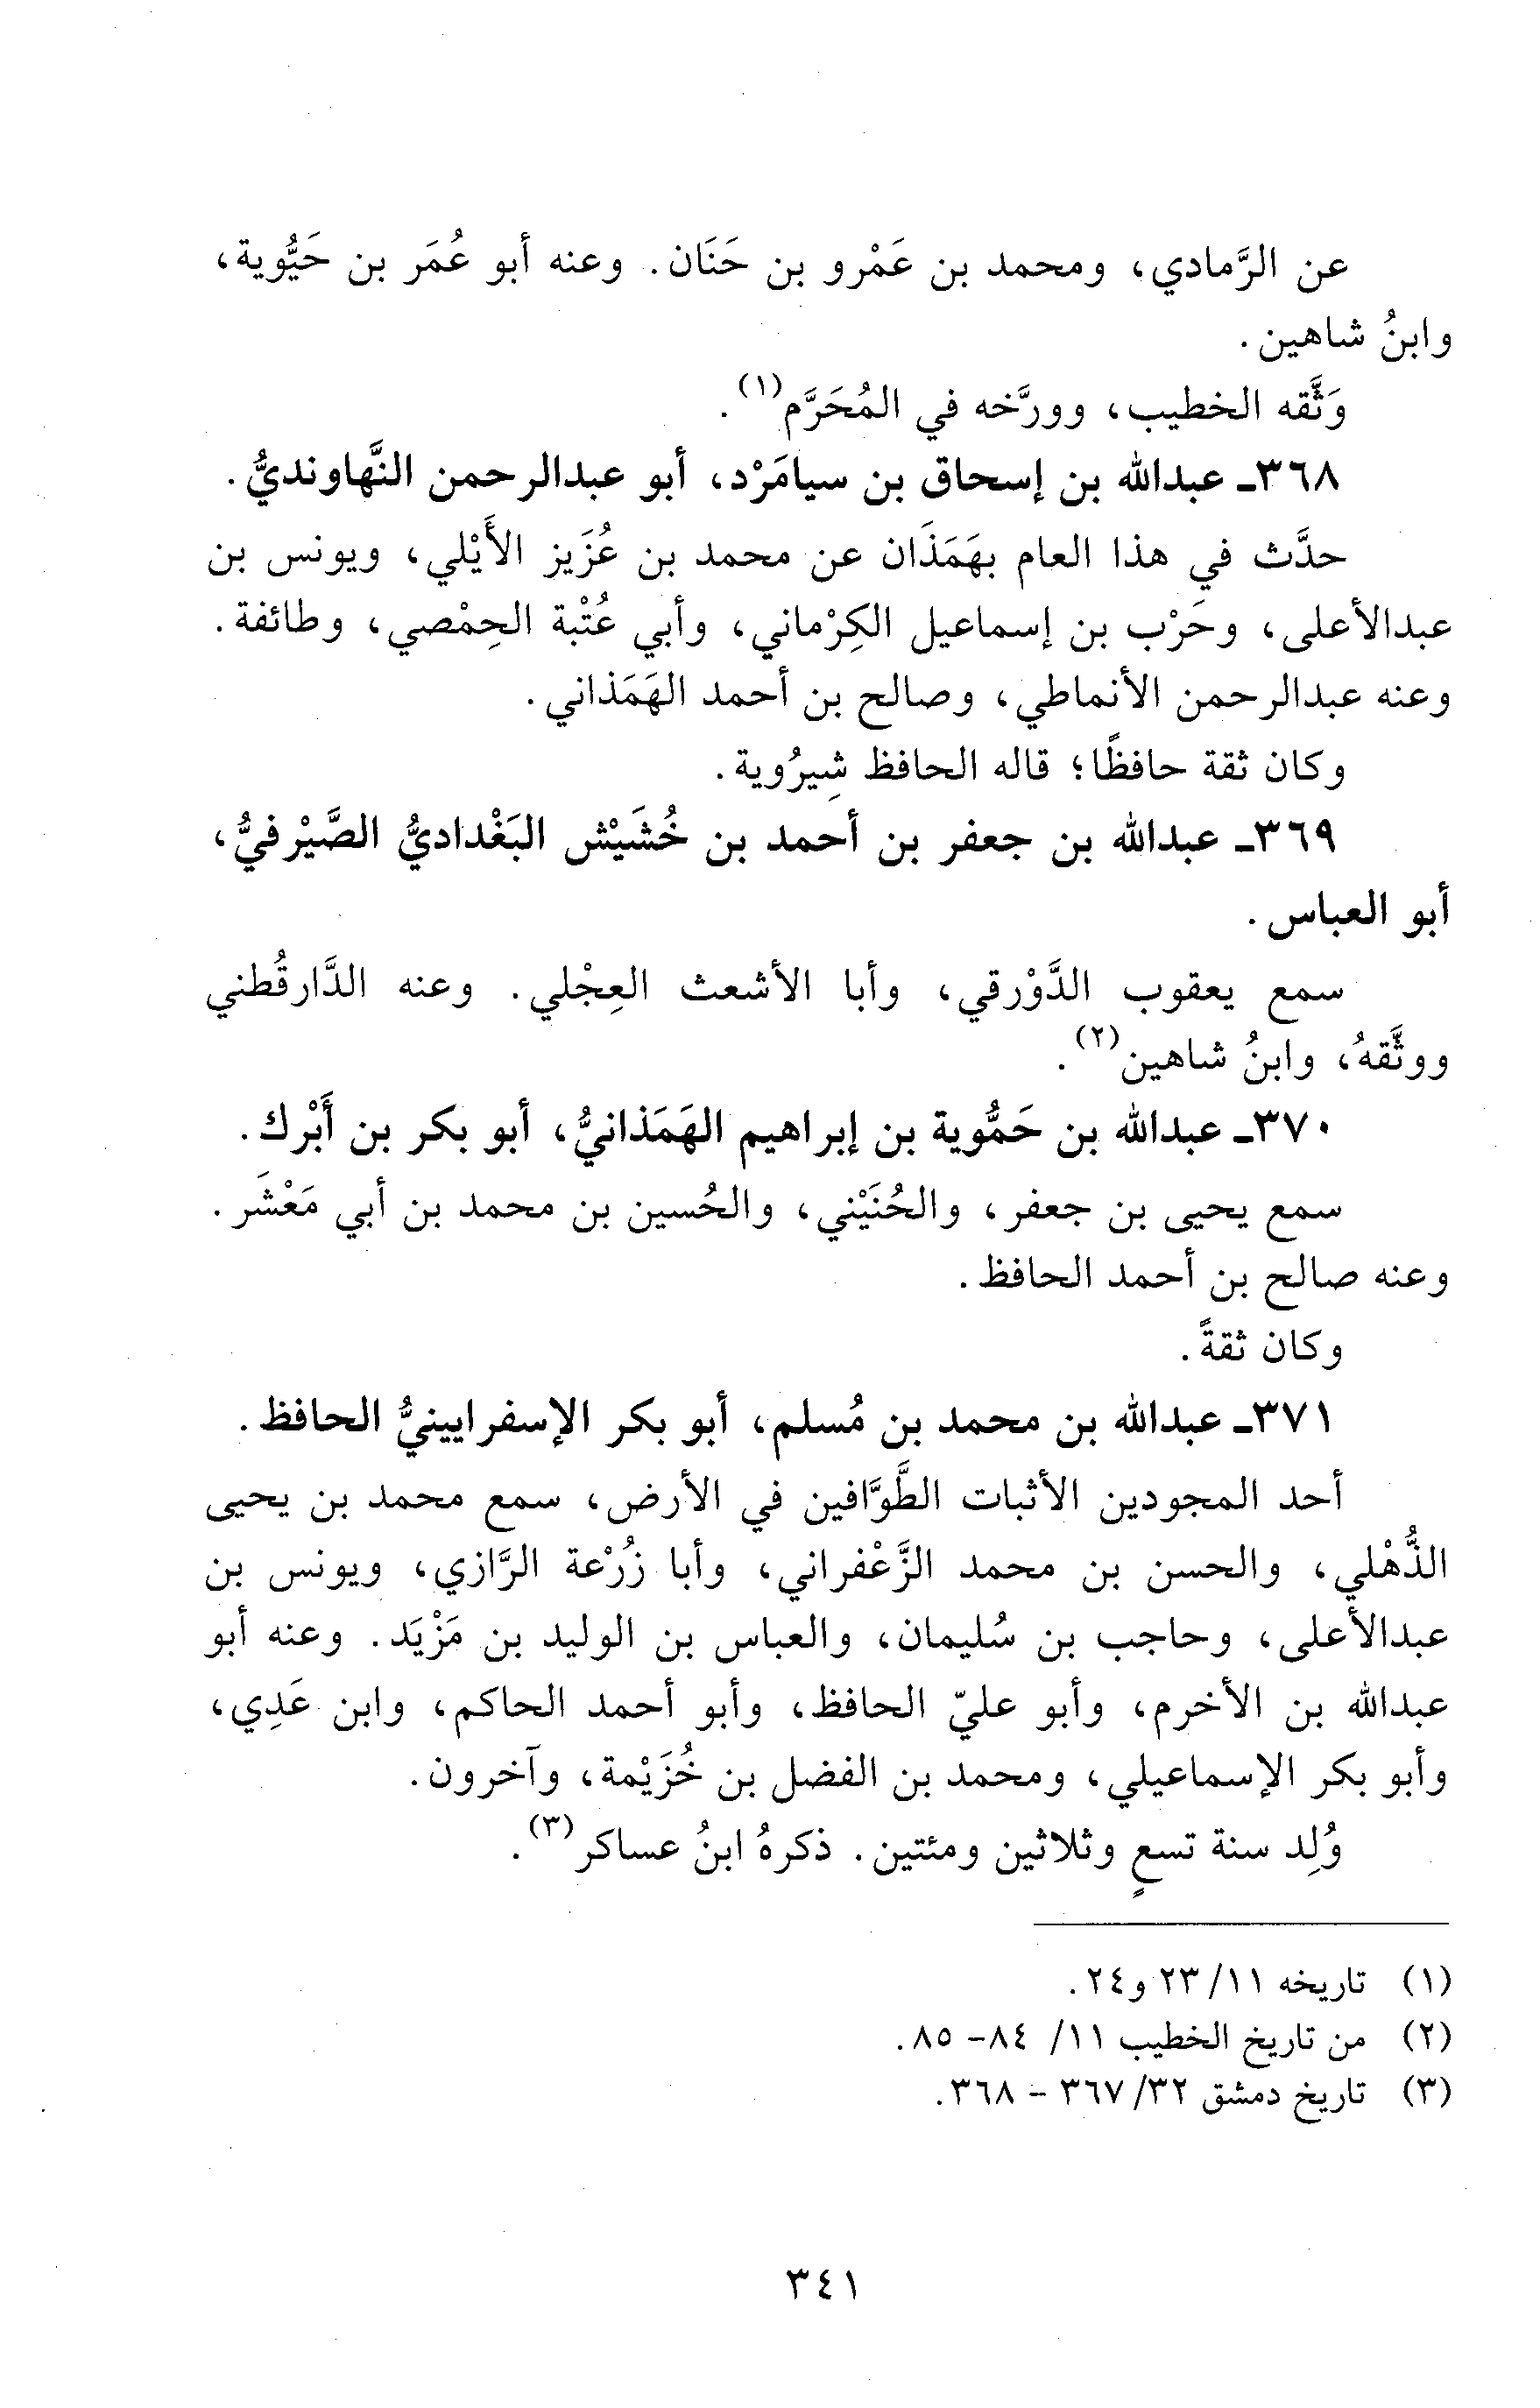 عن الرَّمادي، ومحمد بن عَمْرو بن حَنَان. وعنه أبو عُمَر بن حَيُّوية،
وابنُ شاهين.
وَثَّقه الخطيب، وورَّخه في المُحَرَّم(١).
٣٦٨ـ عبدالله بن إسحاق بن سيامَرْد، أبو عبدالرحمن النَّهاونديُّ.
حدَّث في هذا العام بهَمَذَان عن محمد بن عُزَيز الأَيْلي، ويونس بن
عبدالأعلى، وحَرْب بن إسماعيل الكِرْماني، وأبي عُتْبة الحِمْصي، وطائفة.
وعنه عبدالرحمن الأنماطي، وصالح بن أحمد الهَمَذاني.
وكان ثقة حافظًا؛ قاله الحافظ شِيرُوية.
٣٦٩ـ عبدالله بن جعفر بن أحمد بن خُشَيْش البَغْداديُّ الصَّيْرفيُّ،
أبو العباس.
سمع يعقوب الدَّوْرقي، وأبا الأشعث العِجْلي. وعنه الدَّارقُطني
ووثَّقهُ، وابنُ شاهين(٢).
٣٧٠ـ عبدالله بن حَمُّوية بن إبراهيم الهَمَذانيُّ، أبو بكر بن أَبْرك.
سمع يحيى بن جعفر، والحُنَيْني، والحُسين بن محمد بن أبي مَعْشَر.
وعنه صالح بن أحمد الحافظ.
وكان ثقةً.
٣٧١ـ عبدالله بن محمد بن مُسلم، أبو بكر الإسفرايينيُّ الحافظ.
أحد المجودين الأثبات الطَّوَّافين في الأرض، سمع محمد بن يحيى
الذُّهْلي، والحسن بن محمد الزَّعْفراني، وأبا زُرْعة الرَّازي، ويونس بن
عبدالأعلى، وحاجب بن سُليمان، والعباس بن الوليد بن مَزْيَد. وعنه أبو
عبدالله بن الأخرم، وأبو عليّ الحافظ، وأبو أحمد الحاكم، وابن عَدِي،
وأبو بكر الإسماعيلي، ومحمد بن الفضل بن خُزَيْمة، وآخرون.
وُلِد سنة تسعٍ وثلاثين ومئتين. ذكرهُ ابنُ عساكر(٣).
(١) تاريخه ١١/ ٢٣ و٢٤.
(٢) من تاريخ الخطيب ١١/ ٨٤- ٨٥.
(٣) تاريخ دمشق ٣٢/ ٣٦٧ - ٣٦٨.
٣٤١